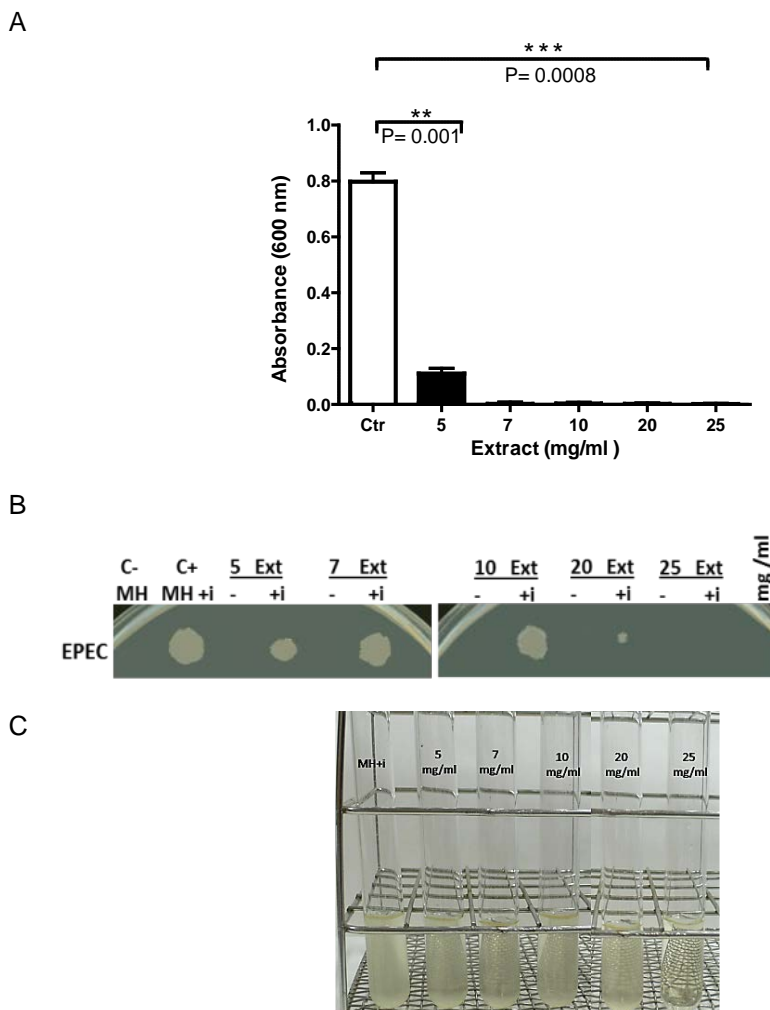 A
***
P= 0.0008
**
P= 0.001
Absorbance (600 nm)
1.0
0.8
0.6
0.4
0.2
0.0
Ctr 5 7 10 20 25
Extract (mg/ml )
B
C- C+ 5 Ext 7 Ext 10 Ext 20 Ext 25 Ext mg /ml
MH MH +i - +i - +i - +i - +i - +i
EPEC
C
MH+i 5 mg/ml 7 mg/ml 10 mg/ml 20 mg/ml 25 mg/ml